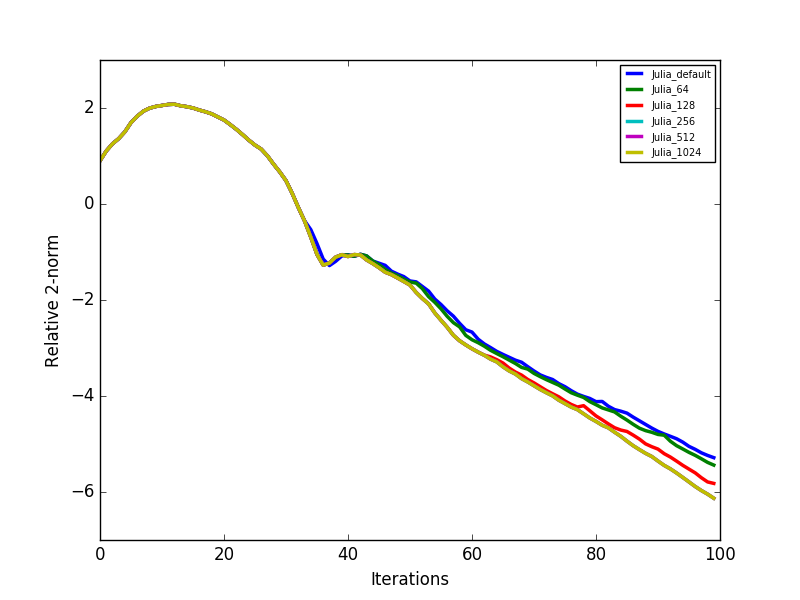 Julia_default
Julia_64
Julia_128
Julia_256
Julia_512
Julia_1024
2
0
−2
−4
−6
Relative 2-norm
0 20 40 60 80 100
Iterations